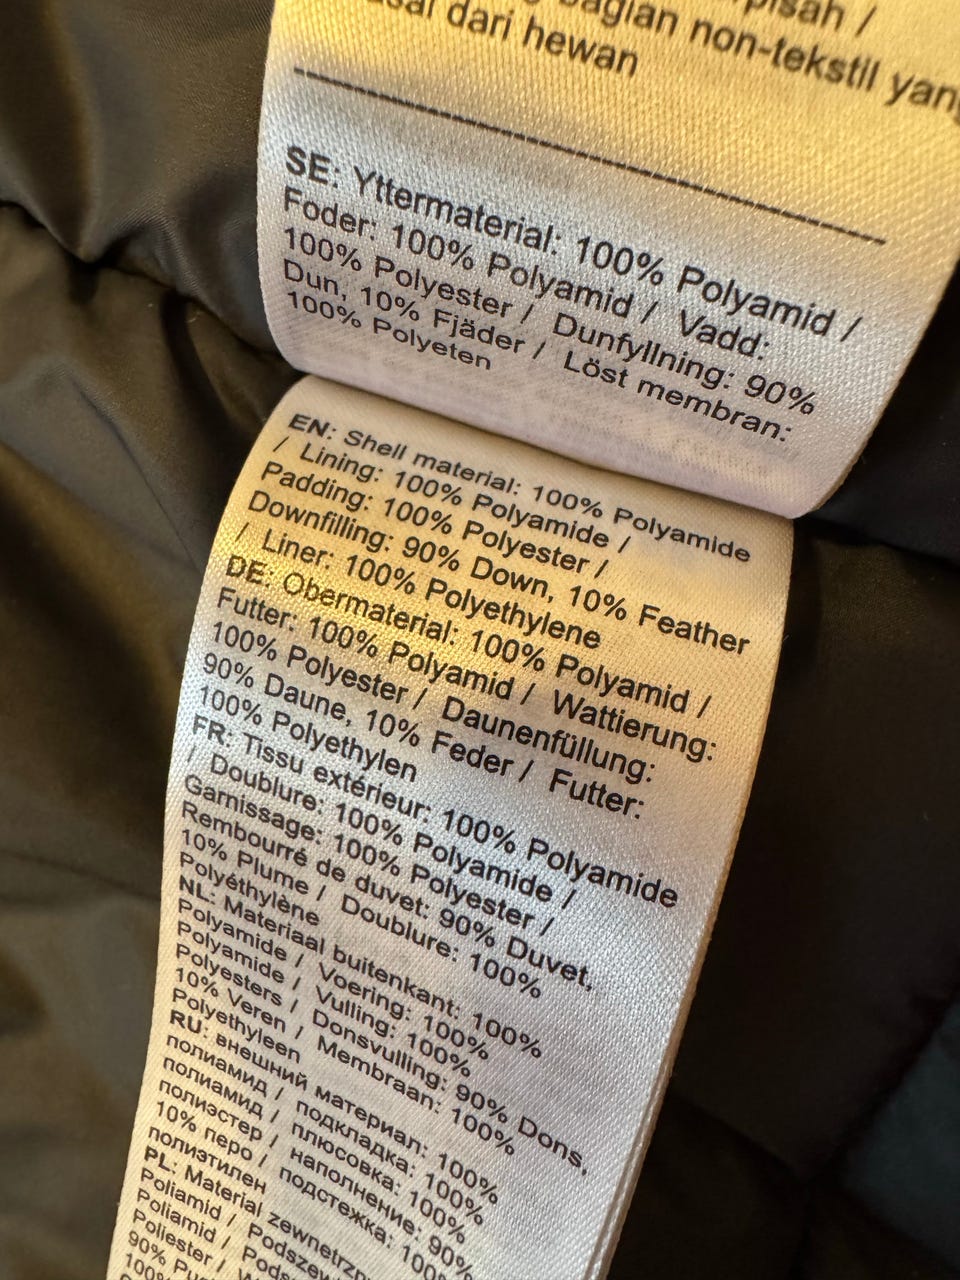 bagian non-tekstil yang
dari hewan
SE: Yttermaterial: 100% Polyamid /
Foder: 100% Polyamid / Vadd:
100% Polyester / Dunfyllning: 90%
Dun, 10% Fjäder / Löst membran:
100% Polyeten
EN: Shell material: 100% Polyamide
/ Lining: 100% Polyamide /
Padding: 100% Polyester /
Downfilling: 90% Down, 10% Feather
/ Liner: 100% Polyethylene
DE: Obermaterial: 100% Polyamid /
Futter: 100% Polyamid / Wattierung:
100% Polyester / Daunenfüllung:
90% Daune, 10% Feder / Futter:
100% Polyethylen
FR: Tissu extérieur: 100% Polyamide
/ Doublure: 100% Polyamide /
Garnissage: 100% Polyester /
Rembourré de duvet: 90% Duvet,
10% Plume / Doublure: 100%
Polyéthylène
NL: Materiaal buitenkant: 100%
Polyamide / Voering: 100%
Polyamide / Vulling: 100%
Polyesters / Donsvulling: 90% Dons,
10% Veren / Membraan: 100%
Polyethyleen
RU: внешний материал: 100%
полиамид / подкладка: 100%
полиамид / плюсовка: 100%
полиэстер / наполнение: 90%
10% перо / подстежка: 100%
полиэтилен
PL: Material
Poliamid /
Poliamid /
Poliester /
90%
100%